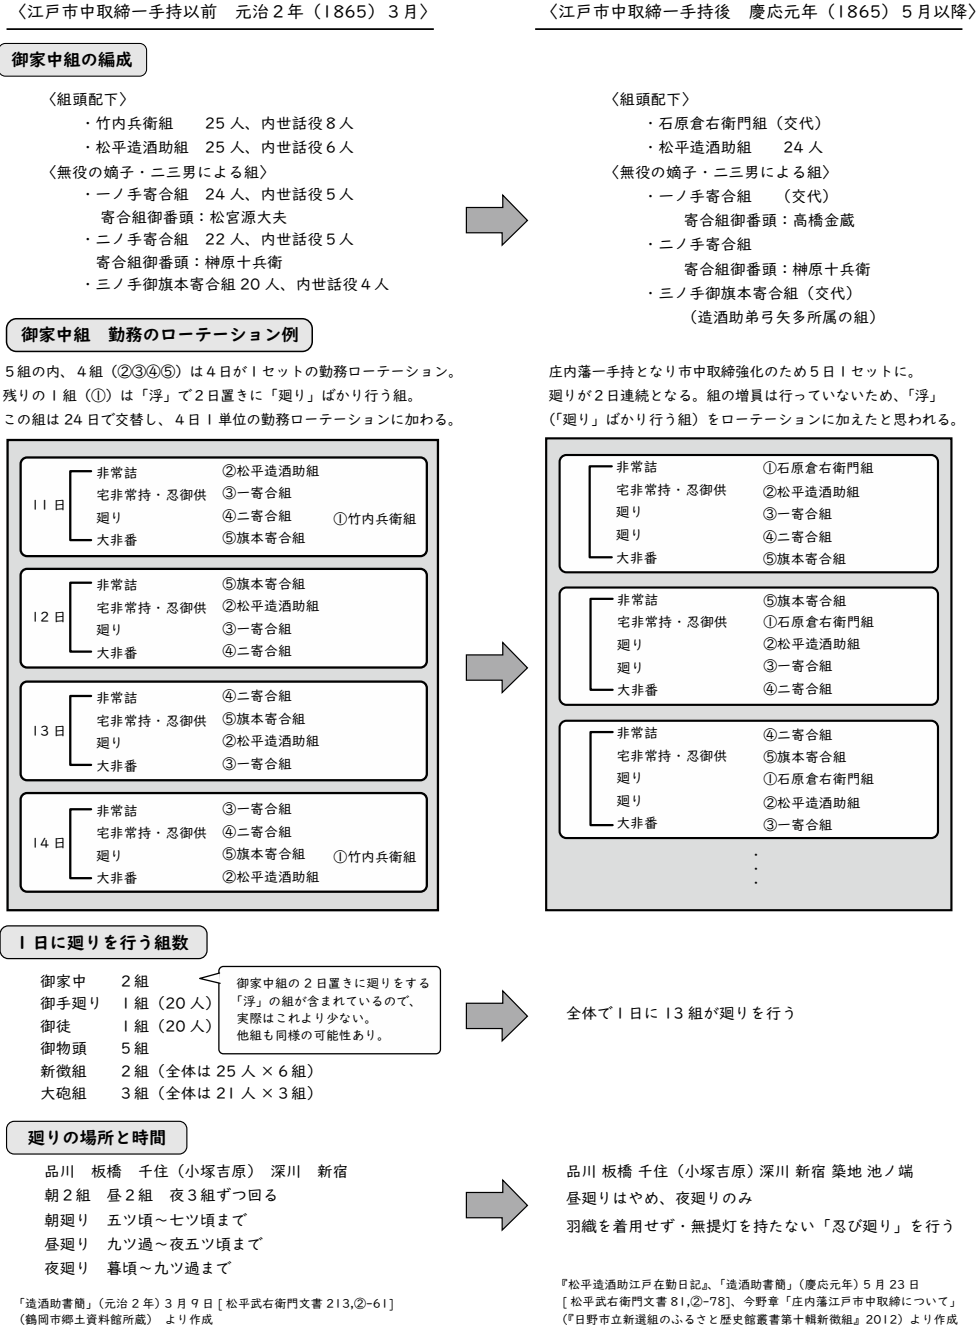 〈江戸市中取締一手持以前　元治２年（1865）３月〉
御家中組の編成
〈組頭配下〉
・竹内兵衛組　　25 人、内世話役８人
・松平造酒助組　25 人、内世話役６人
〈無役の嫡子・二三男による組〉
・一ノ手寄合組　24 人、内世話役５人
寄合組御番頭：松宮源大夫
・二ノ手寄合組　22 人、内世話役５人
寄合組御番頭：榊原十兵衛
・三ノ手御旗本寄合組 20 人、内世話役４人
〈江戸市中取締一手持後　慶応元年（1865）５月以降〉
〈組頭配下〉
・石原倉右衛門組（交代）
・松平造酒助組　　24 人
〈無役の嫡子・二三男による組〉
・一ノ手寄合組　　（交代）
寄合組御番頭：高橋金蔵
・二ノ手寄合組
寄合組御番頭：榊原十兵衛
・三ノ手御旗本寄合組（交代）
（造酒助弟弓矢多所属の組）
御家中組　勤務のローテーション例
５組の内、４組（②③④⑤）は４日が１セットの勤務ローテーション。
残りの１組（①）は「浮」で２日置きに「廻り」ばかり行う組。
この組は 24 日で交替し、４日１単位の勤務ローテーションに加わる。
11 日
非常詰　②松平造酒助組
宅非常持・忍御供　③一寄合組
廻り　④二寄合組　①竹内兵衛組
大非番　⑤旗本寄合組
12 日
非常詰　⑤旗本寄合組
宅非常持・忍御供　②松平造酒助組
廻り　③一寄合組
大非番　④二寄合組
13 日
非常詰　④二寄合組
宅非常持・忍御供　⑤旗本寄合組
廻り　②松平造酒助組
大非番　③一寄合組
14 日
非常詰　③一寄合組
宅非常持・忍御供　④二寄合組
廻り　⑤旗本寄合組　①竹内兵衛組
大非番　②松平造酒助組
庄内藩一手持となり市中取締強化のため５日１セットに。
廻りが２日連続となる。組の増員は行っていないため、「浮」
（「廻り」ばかり行う組）をローテーションに加えたと思われる。
非常詰　①石原倉右衛門組
宅非常持・忍御供　②松平造酒助組
廻り　③一寄合組
廻り　④二寄合組
大非番　⑤旗本寄合組
非常詰　⑤旗本寄合組
宅非常持・忍御供　①石原倉右衛門組
廻り　②松平造酒助組
廻り　③一寄合組
大非番　④二寄合組
非常詰　④二寄合組
宅非常持・忍御供　⑤旗本寄合組
廻り　①石原倉右衛門組
廻り　②松平造酒助組
大非番　③一寄合組
・
・
・
１日に廻りを行う組数
御家中　２組
御手廻り　１組（20 人）
御徒　１組（20 人）
御物頭　５組
新徴組　２組（全体は 25 人 ×６組）
大砲組　３組（全体は 21 人 ×３組）
御家中組の２日置きに廻りをする
「浮」の組が含まれているので、
実際はこれより少ない。
他組も同様の可能性あり。
全体で１日に 13 組が廻りを行う
廻りの場所と時間
品川　板橋　千住（小塚吉原）　深川　新宿
朝２組　昼２組　夜３組ずつ回る
朝廻り　五ツ頃～七ツ頃まで
昼廻り　九ツ過～夜五ツ頃まで
夜廻り　暮頃～九ツ過まで
「造酒助書簡」（元治２年）３月９日 [ 松平武右衛門文書 213,②−61]
（鶴岡市郷土資料館所蔵）　より作成
品川 板橋 千住（小塚吉原）深川 新宿 築地 池ノ端
昼廻りはやめ、夜廻りのみ
羽織を着用せず・無提灯を持たない「忍び廻り」を行う
『松平造酒助江戸在勤日記』、「造酒助書簡」（慶応元年）５月 23 日
[ 松平武右衛門文書 81,②−78]、今野章「庄内藩江戸市中取締について」
（『日野市立新選組のふるさと歴史館叢書第十輯新徴組』2012）より作成